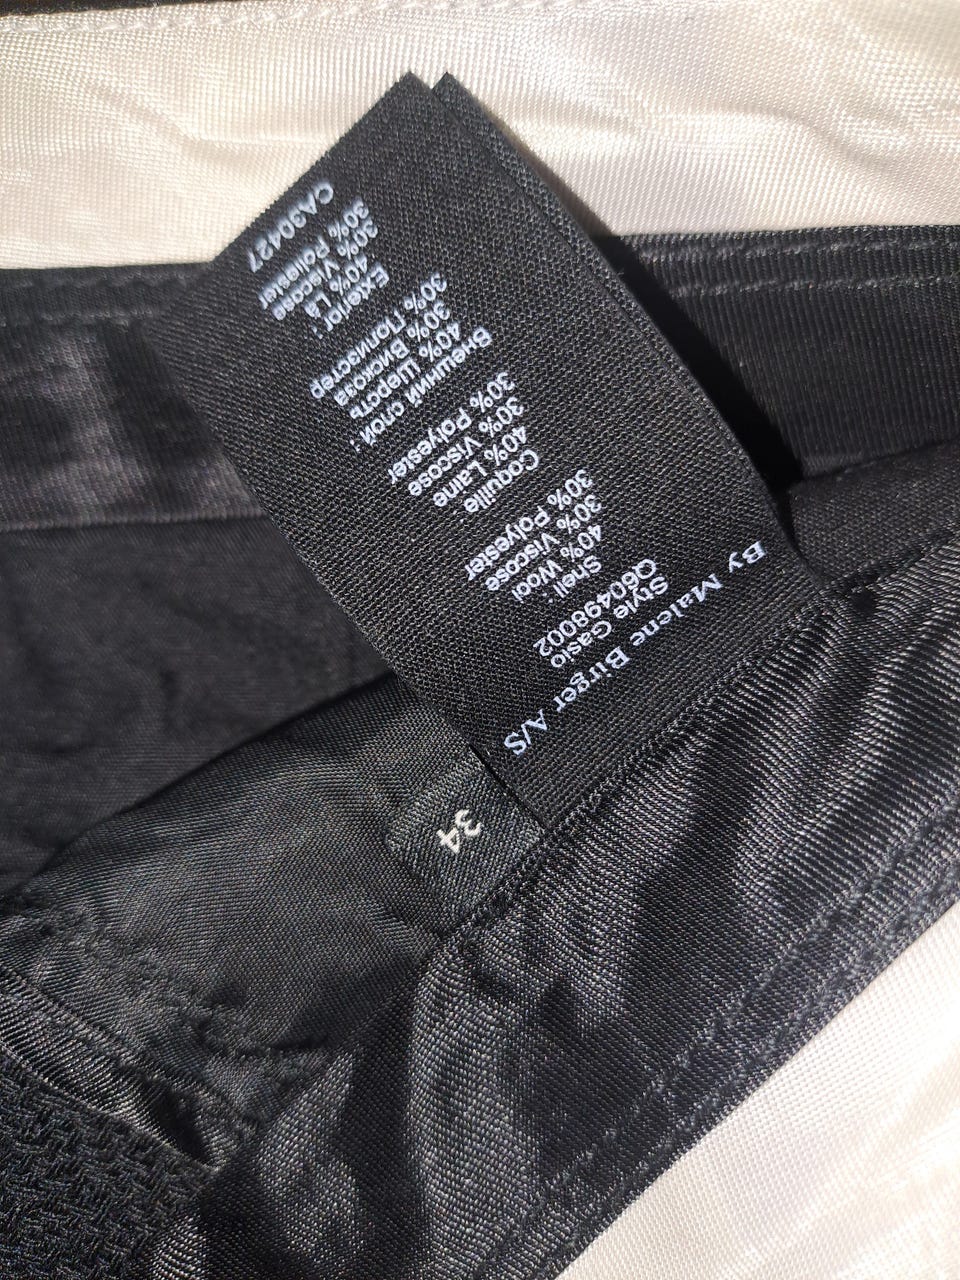 By Malene Birger A/S
Style Gasio
Q60498002
Shell :
40% Wool
30% Viscose
30% Polyester
Coquille :
40% Laine
30% Viscose
30% Polyester
Внешний слой :
40% Шерсть
30% Вискоза
30% Полиэстер
Exterior :
40% Lã
30% Viscose
30% Poliester
CA30427
34